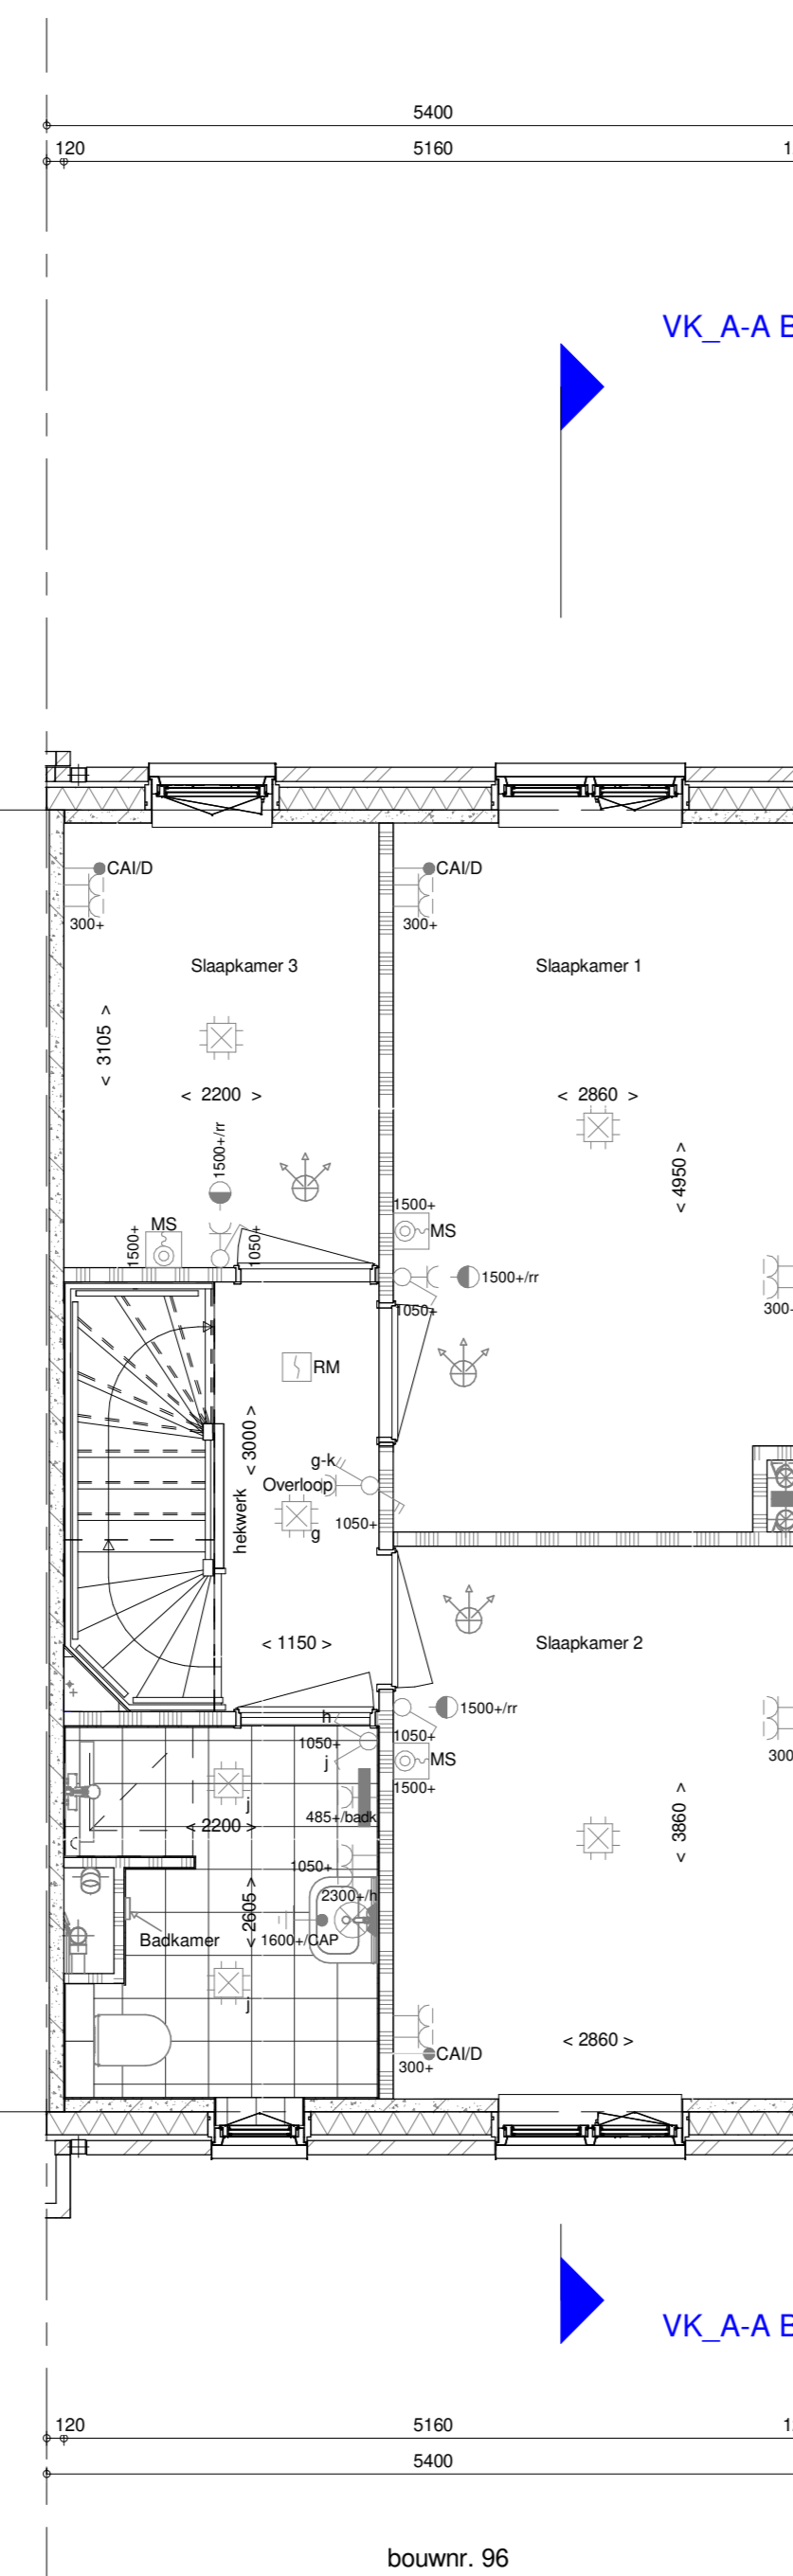 5400
120 5160 1
VK_A-A B
CAI/D CAI/D
300+ 300+
Slaapkamer 3 Slaapkamer 1
< 3105 >
< 2200 > < 2860 >
1500+/rr
< 4950 >
1500+
MS
1500+
1050+
MS
1500+/rr
300+
1050+
RM
< 3000 >
g-k
Overloop
hekwerk
1050+
g
< 1150 > Slaapkamer 2
h
1500+/rr
1050+ 1050+
j
MS
300
1500+
j
485+/badk
< 2200 >
< 3860 >
1050+
2300+/h
< 2605 >
Badkamer
1600+/CAP
j
< 2860 >
CAI/D
300+
VK_A-A B
120 5160 1
5400
bouwnr. 96